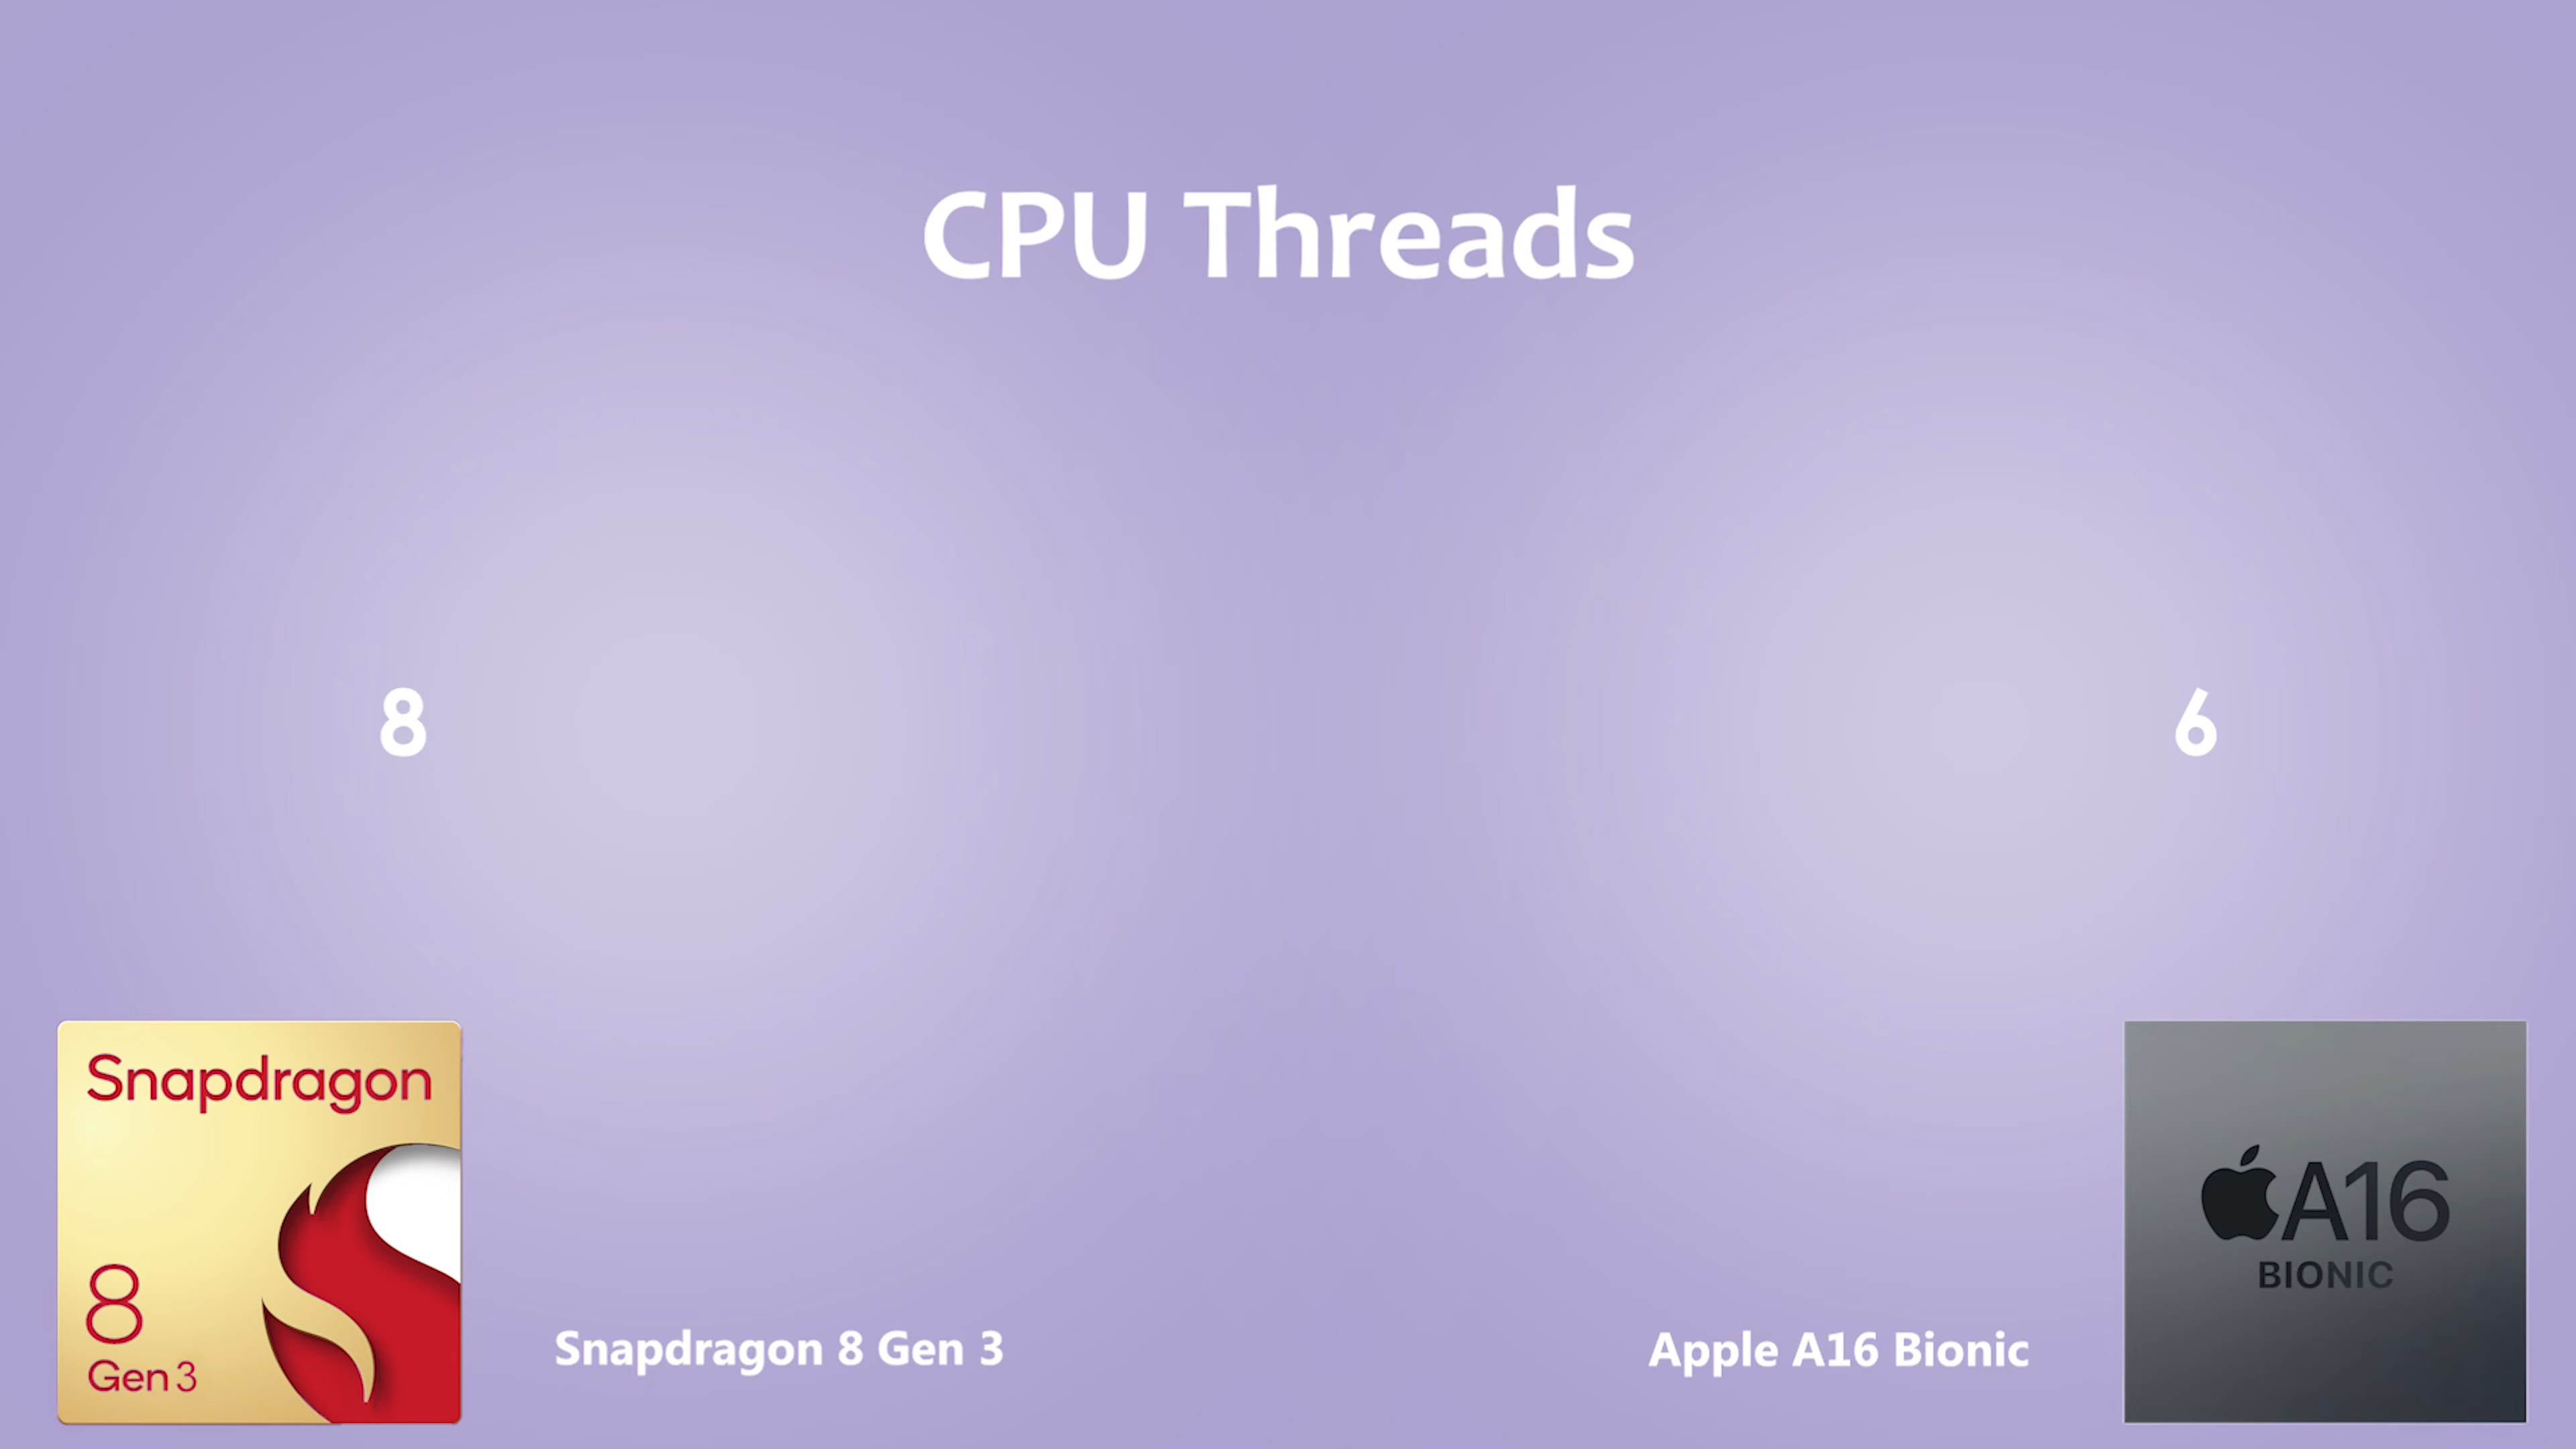 CPU Threads
8
6
Snapdragon
8
Gen 3
Snapdragon 8 Gen 3
Apple A16 Bionic
A16
BIONIC